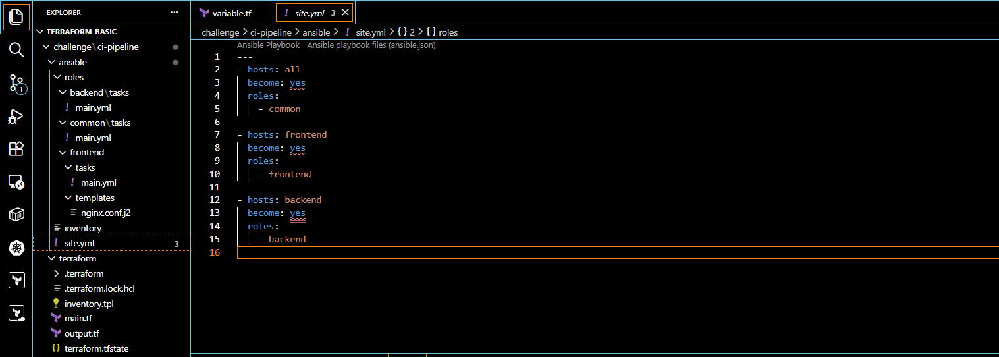 EXPLORER
TERRAFORM-BASIC
challenge\ci-pipeline
ansible
roles
backend\tasks
! main.yml
common\tasks
! main.yml
frontend
tasks
! main.yml
templates
nginx.conf.j2
inventory
! site.yml 3
terraform
.terraform
.terraform.lock.hcl
inventory.tpl
main.tf
output.tf
{} terraform.tfstate
1
variable.tf
! site.yml 3
challenge > ci-pipeline > ansible > ! site.yml > { } 2 > [ ] roles
Ansible Playbook - Ansible playbook files (ansible.json)
1 ---
2 - hosts: all
3 become: yes
4 roles:
5 - common
6
7 - hosts: frontend
8 become: yes
9 roles:
10 - frontend
11
12 - hosts: backend
13 become: yes
14 roles:
15 - backend
16